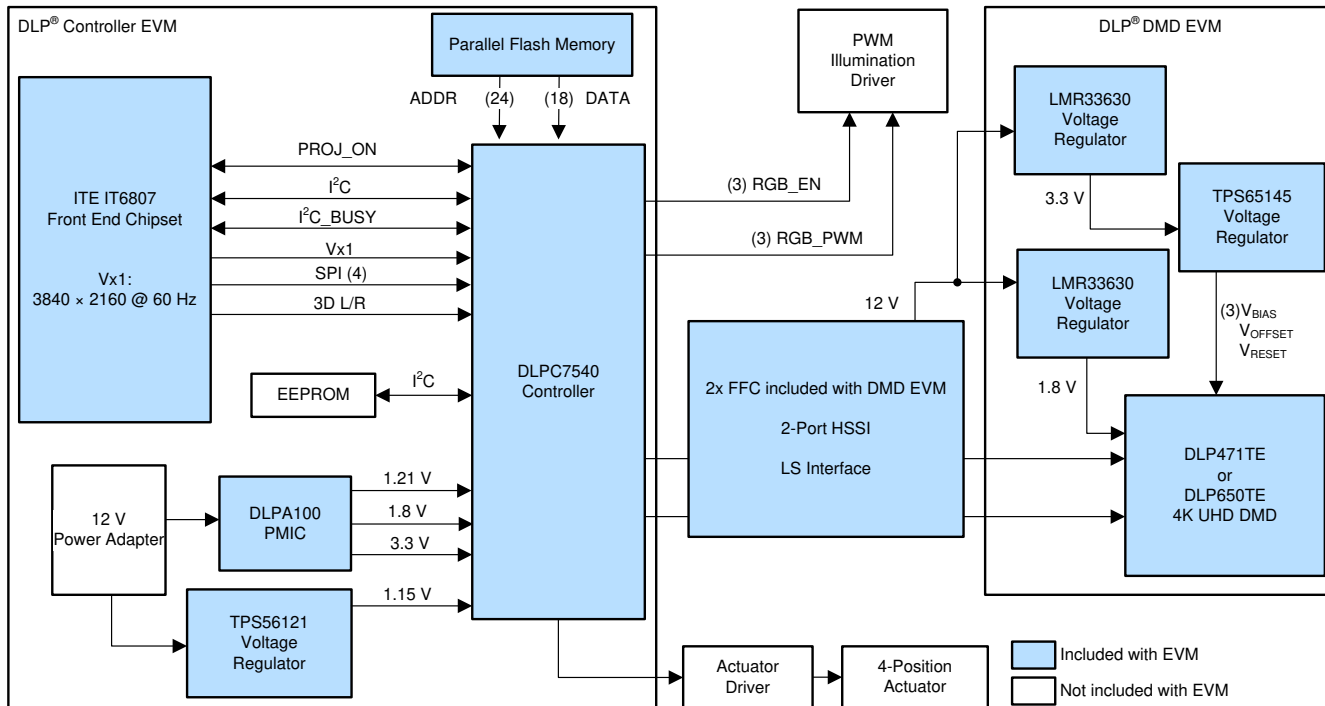 DLP® Controller EVM
Parallel Flash Memory
ADDR (24) (18) DATA
ITE IT6807
Front End Chipset
Vx1:
3840 × 2160 @ 60 Hz
PROJ_ON
I²C
I²C_BUSY
Vx1
SPI (4)
3D L/R
EEPROM
I²C
DLPC7540
Controller
12 V
Power Adapter
DLPA100
PMIC
1.21 V
1.8 V
3.3 V
TPS56121
Voltage
Regulator
1.15 V
PWM
Illumination
Driver
(3) RGB_EN
(3) RGB_PWM
12 V
2x FFC included with DMD EVM
2-Port HSSI
LS Interface
Actuator
Driver
4-Position
Actuator
DLP® DMD EVM
LMR33630
Voltage
Regulator
3.3 V
TPS65145
Voltage
Regulator
LMR33630
Voltage
Regulator
(3)VBIAS
VOFFSET
VRESET
1.8 V
DLP471TE
or
DLP650TE
4K UHD DMD
Included with EVM
Not included with EVM